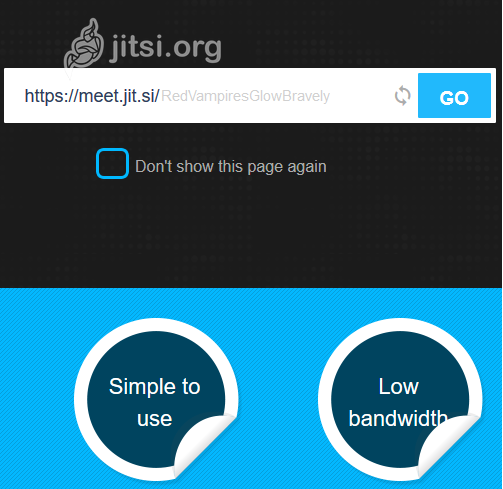 jitsi.org
https://meet.jit.si/RedVampiresGlowBravely
GO
Don't show this page again
Simple to
use
Low
bandwidth